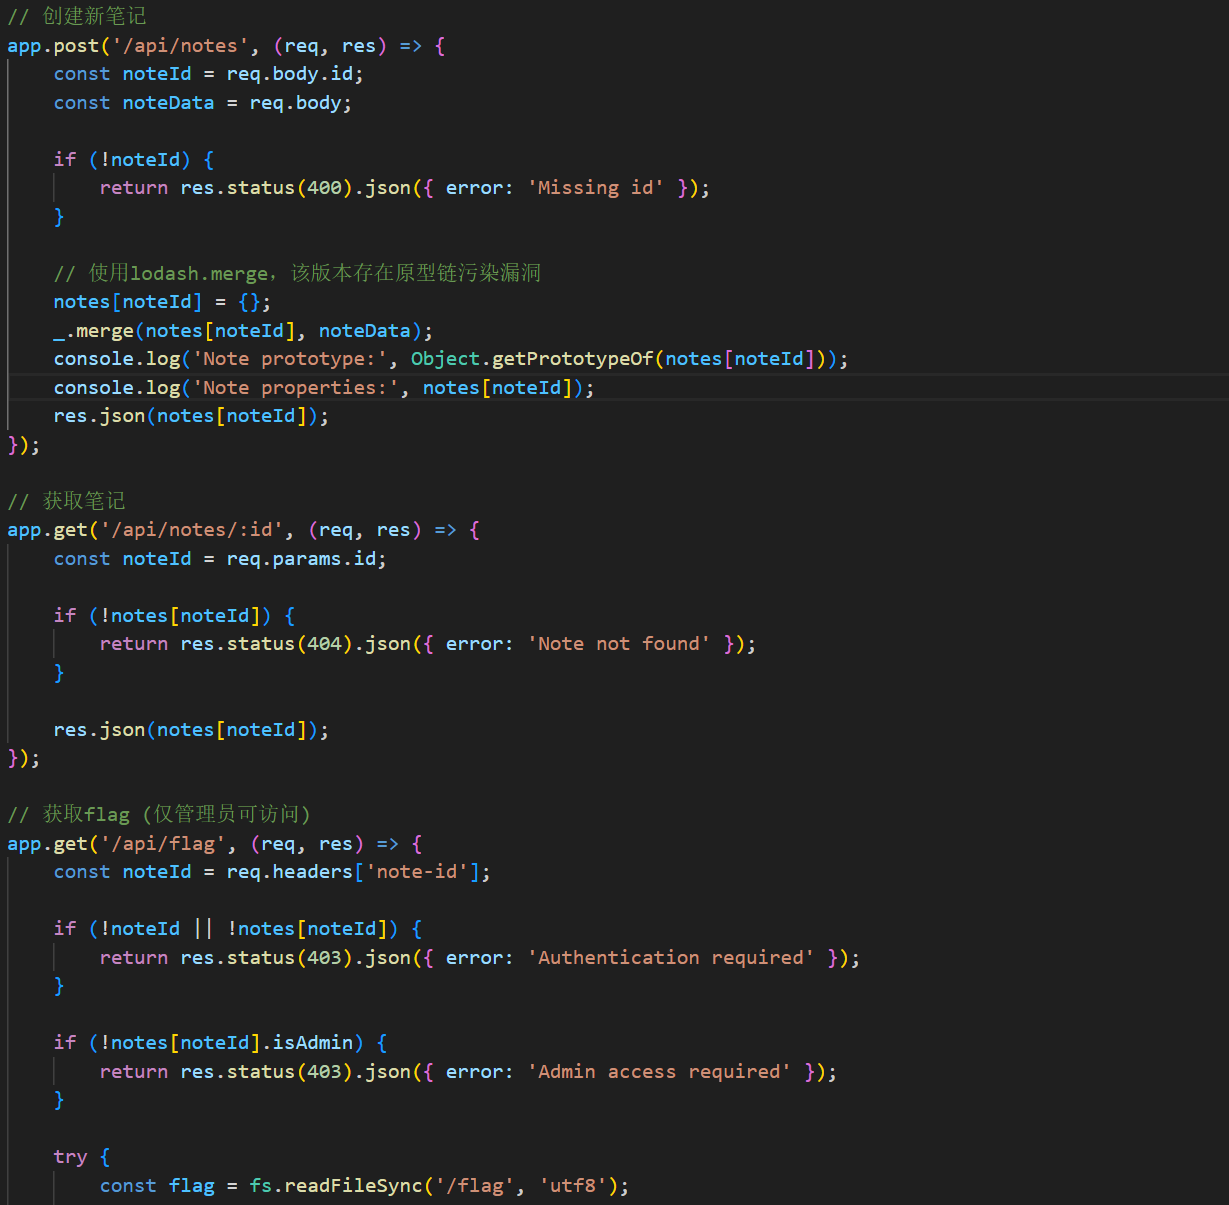 // 创建新笔记
app.post('/api/notes', (req, res) => {
    const noteId = req.body.id;
    const noteData = req.body;

    if (!noteId) {
        return res.status(400).json({ error: 'Missing id' });
    }

    // 使用lodash.merge，该版本存在原型链污染漏洞
    notes[noteId] = {};
    _.merge(notes[noteId], noteData);
    console.log('Note prototype:', Object.getPrototypeOf(notes[noteId]));
    console.log('Note properties:', notes[noteId]);
    res.json(notes[noteId]);
});

// 获取笔记
app.get('/api/notes/:id', (req, res) => {
    const noteId = req.params.id;

    if (!notes[noteId]) {
        return res.status(404).json({ error: 'Note not found' });
    }

    res.json(notes[noteId]);
});

// 获取flag (仅管理员可访问)
app.get('/api/flag', (req, res) => {
    const noteId = req.headers['note-id'];

    if (!noteId || !notes[noteId]) {
        return res.status(403).json({ error: 'Authentication required' });
    }

    if (!notes[noteId].isAdmin) {
        return res.status(403).json({ error: 'Admin access required' });
    }

    try {
        const flag = fs.readFileSync('/flag', 'utf8');